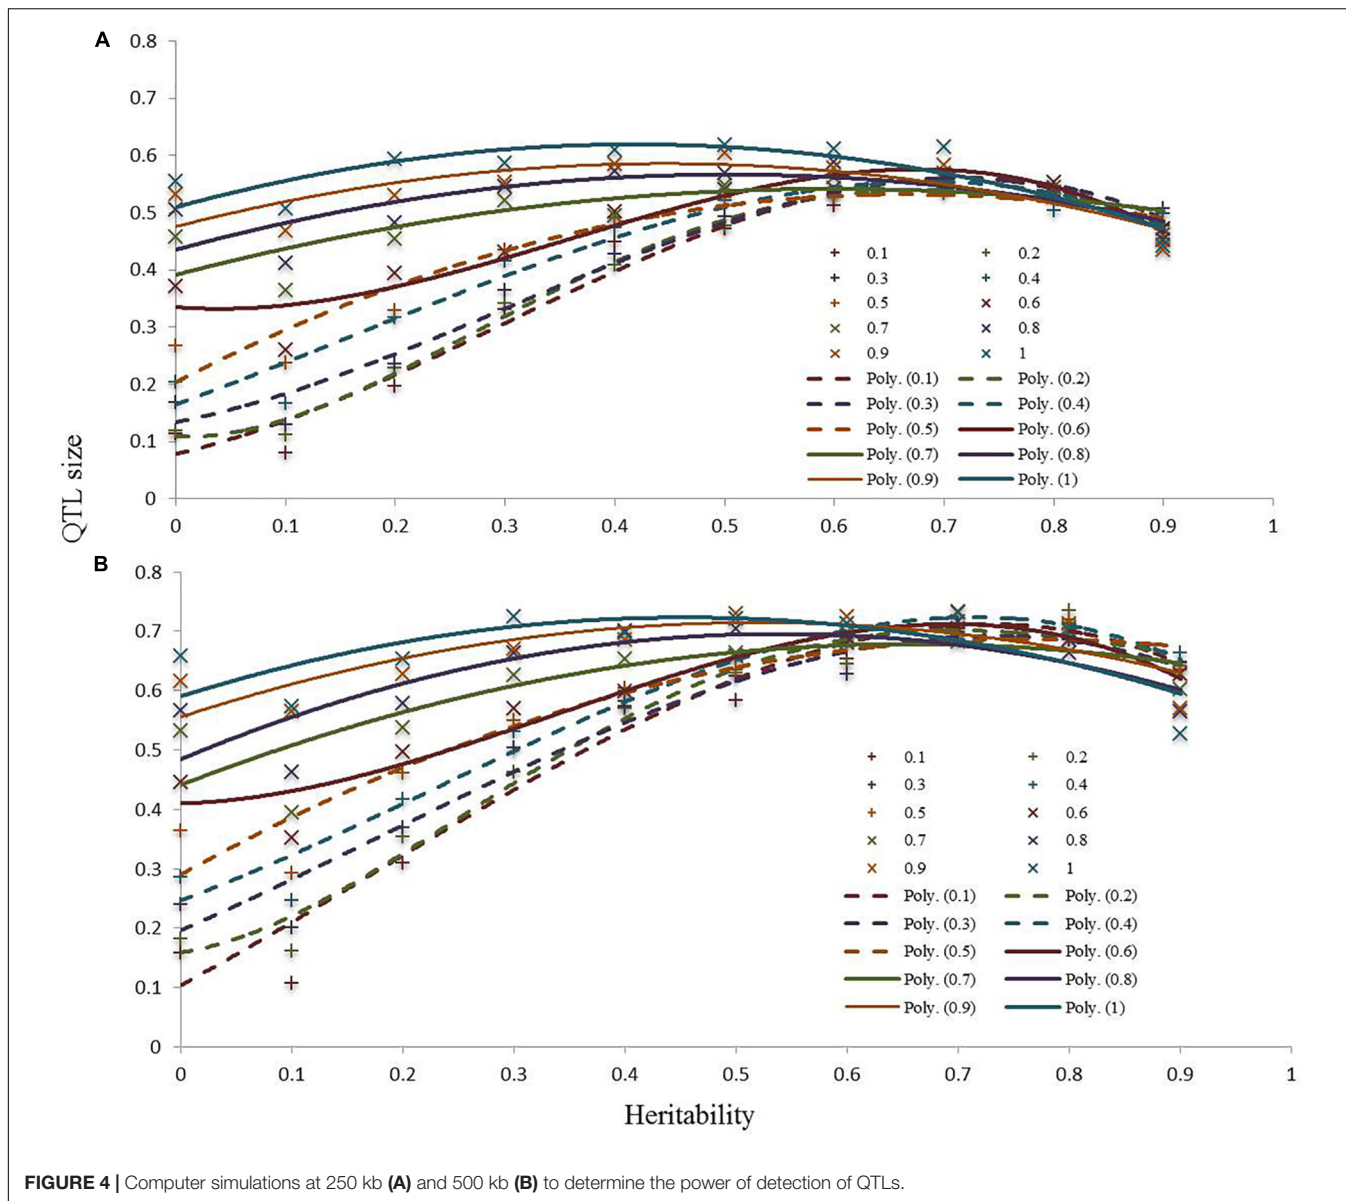 A
0.8
0.7
0.6
0.5
0.4
0.3
0.2
0.1
0
0 0.1 0.2 0.3 0.4 0.5 0.6 0.7 0.8 0.9 1
0.1 0.2
0.3 0.4
0.5 0.6
0.7 0.8
0.9 1
Poly. (0.1) Poly. (0.2)
Poly. (0.3) Poly. (0.4)
Poly. (0.5) Poly. (0.6)
Poly. (0.7) Poly. (0.8)
Poly. (0.9) Poly. (1)
QTL size
B
0.8
0.7
0.6
0.5
0.4
0.3
0.2
0.1
0
0 0.1 0.2 0.3 0.4 0.5 0.6 0.7 0.8 0.9 1
0.1 0.2
0.3 0.4
0.5 0.6
0.7 0.8
0.9 1
Poly. (0.1) Poly. (0.2)
Poly. (0.3) Poly. (0.4)
Poly. (0.5) Poly. (0.6)
Poly. (0.7) Poly. (0.8)
Poly. (0.9) Poly. (1)
Heritability
FIGURE 4 | Computer simulations at 250 kb (A) and 500 kb (B) to determine the power of detection of QTLs.